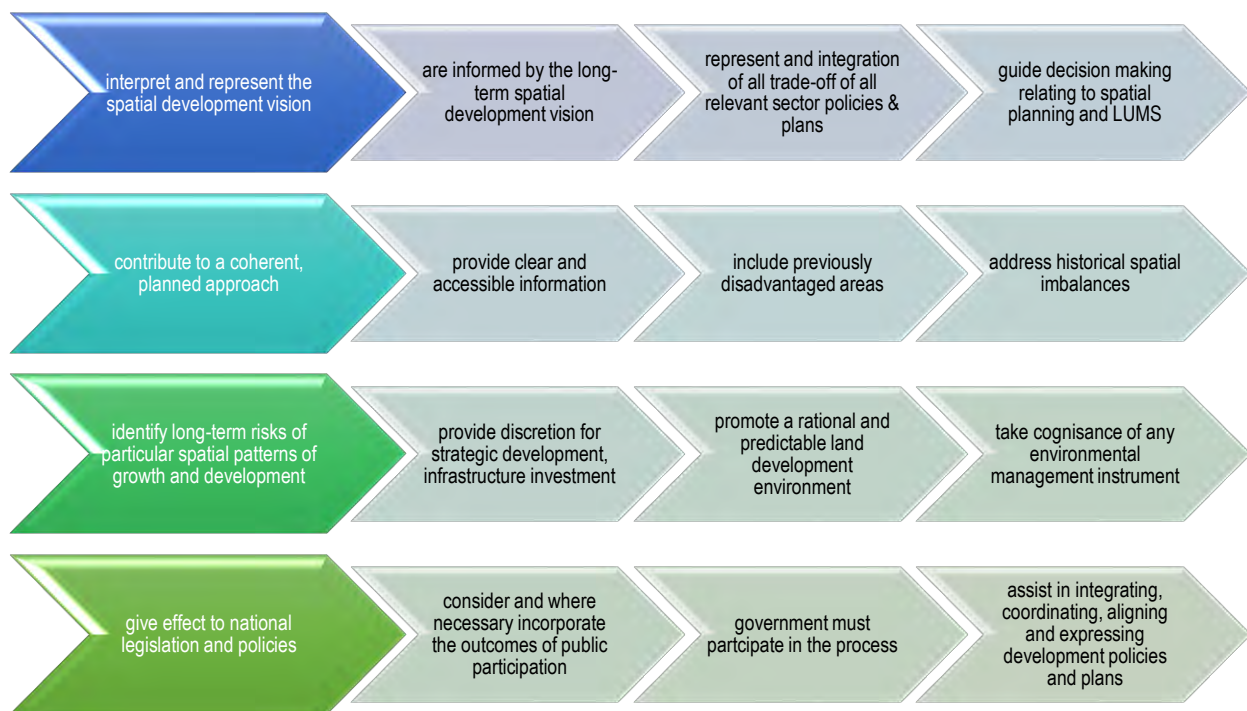 interpret and represent the
spatial development vision
are informed by the long-
term spatial
development vision
represent and integration
of all trade-off of all
relevant sector policies &
plans
guide decision making
relating to spatial
planning and LUMS
contribute to a coherent,
planned approach
provide clear and
accessible information
include previously
disadvantaged areas
address historical spatial
imbalances
identify long-term risks of
particular spatial patterns of
growth and development
provide discretion for
strategic development,
infrastructure investment
promote a rational and
predictable land
development
environment
take cognisance of any
environmental
management instrument
give effect to national
legislation and policies
consider and where
necessary incorporate
the outcomes of public
participation
government must
partcipate in the process
assist in integrating,
coordinating, aligning
and expressing
development policies
and plans